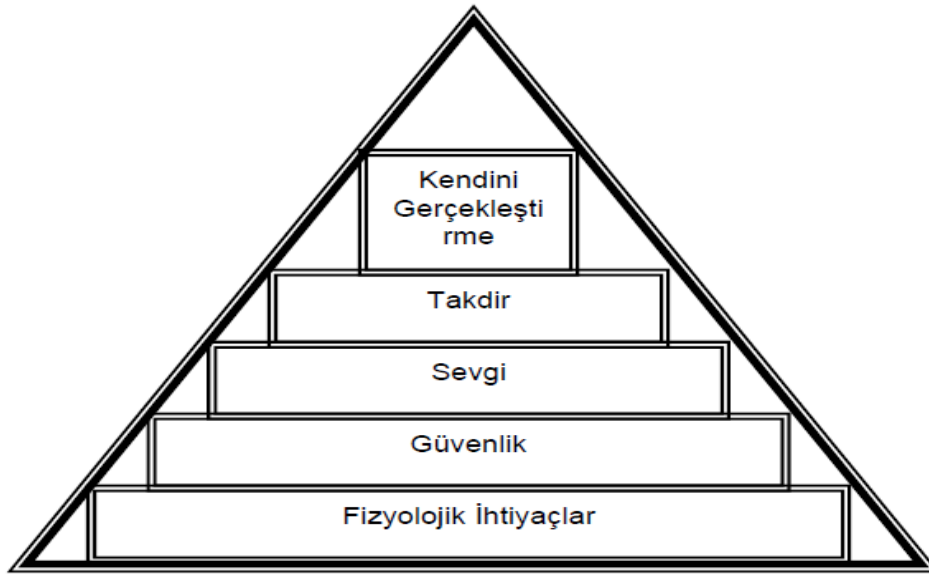 Kendini
Gerçekleşti
rme
Takdir
Sevgi
Güvenlik
Fizyolojik İhtiyaçlar